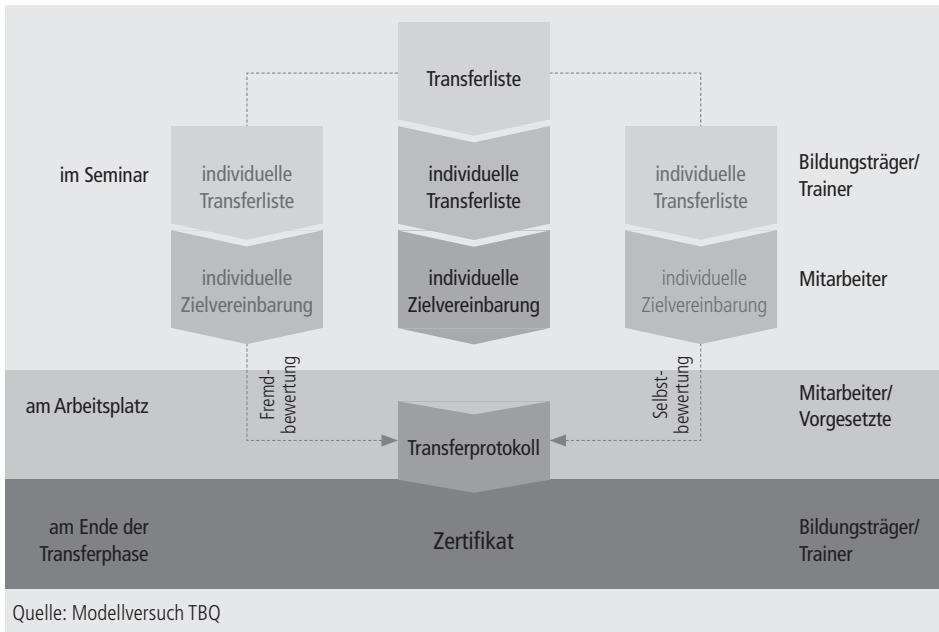 Transferliste
im Seminar
individuelle
Transferliste
individuelle
Transferliste
individuelle
Transferliste
Bildungsträger/
Trainer
individuelle
Zielvereinbarung
individuelle
Zielvereinbarung
individuelle
Zielvereinbarung
Mitarbeiter
Fremd-
bewertung
Selbst-
bewertung
am Arbeitsplatz
Transferprotokoll
Mitarbeiter/
Vorgesetzte
am Ende der
Transferphase
Zertifikat
Bildungsträger/
Trainer
Quelle: Modellversuch TBQ